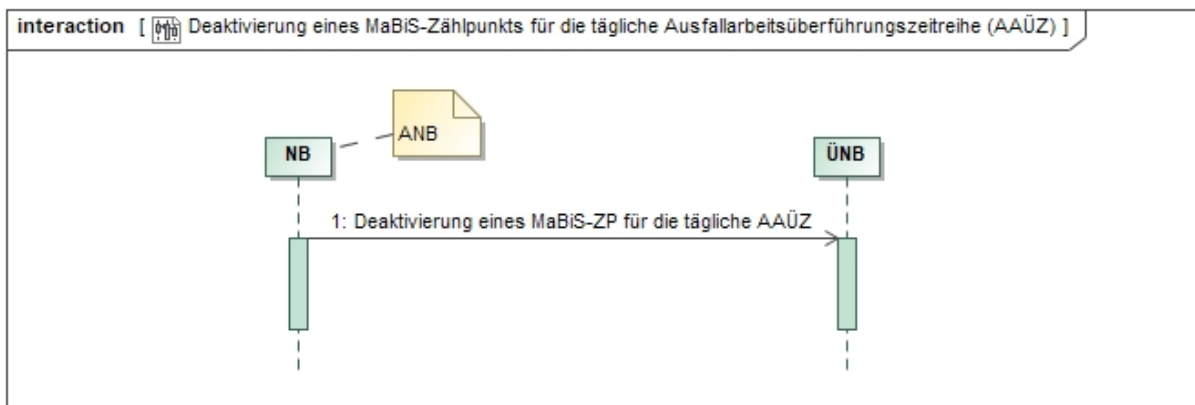 interaction [ Deaktivierung eines MaBiS-Zählpunkts für die tägliche Ausfallarbeitsüberführungszeitreihe (AAÜZ) ]
ANB
NB
ÜNB
1: Deaktivierung eines MaBiS-ZP für die tägliche AAÜZ